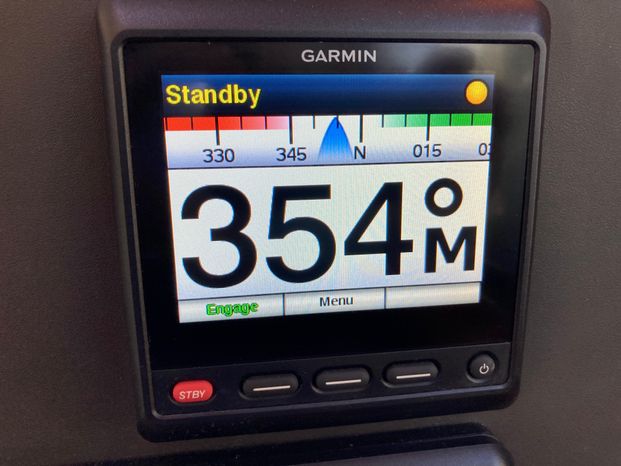 GARMIN
Standby
330 345 N 015
354°M
Engage Menu
STBY